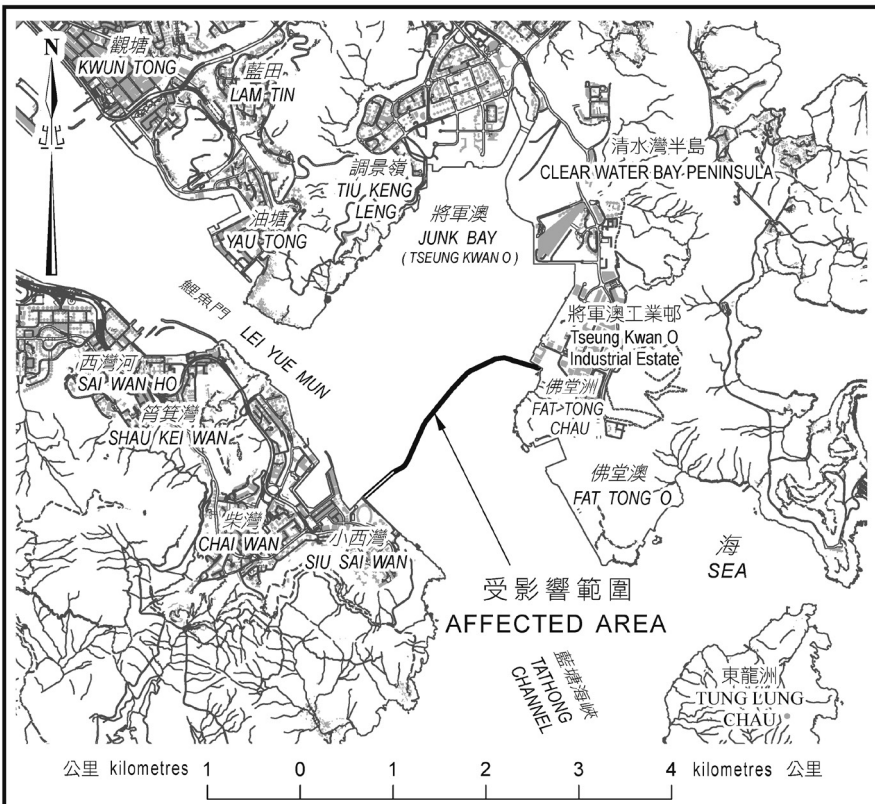 N
北
觀塘
KWUN TONG
藍田
LAM TIN
調景嶺
TIU KENG
LENG
油塘
YAU TONG
將軍澳
JUNK BAY
( TSEUNG KWAN O )
清水灣半島
CLEAR WATER BAY PENINSULA
鯉魚門
LEI YUE MUN
將軍澳工業邨
Tseung Kwan O
Industrial Estate
西灣河
SAI WAN HO
筲箕灣
SHAU KEI WAN
佛堂洲
FAT TONG
CHAU
佛堂澳
FAT TONG O
柴灣
CHAI WAN
小西灣
SIU SAI WAN
海
SEA
受影響範圍
AFFECTED AREA
藍塘海峽
TATHONG
CHANNEL
東龍洲
TUNG LUNG
CHAU
公里 kilometres 1 0 1 2 3 4 kilometres 公里